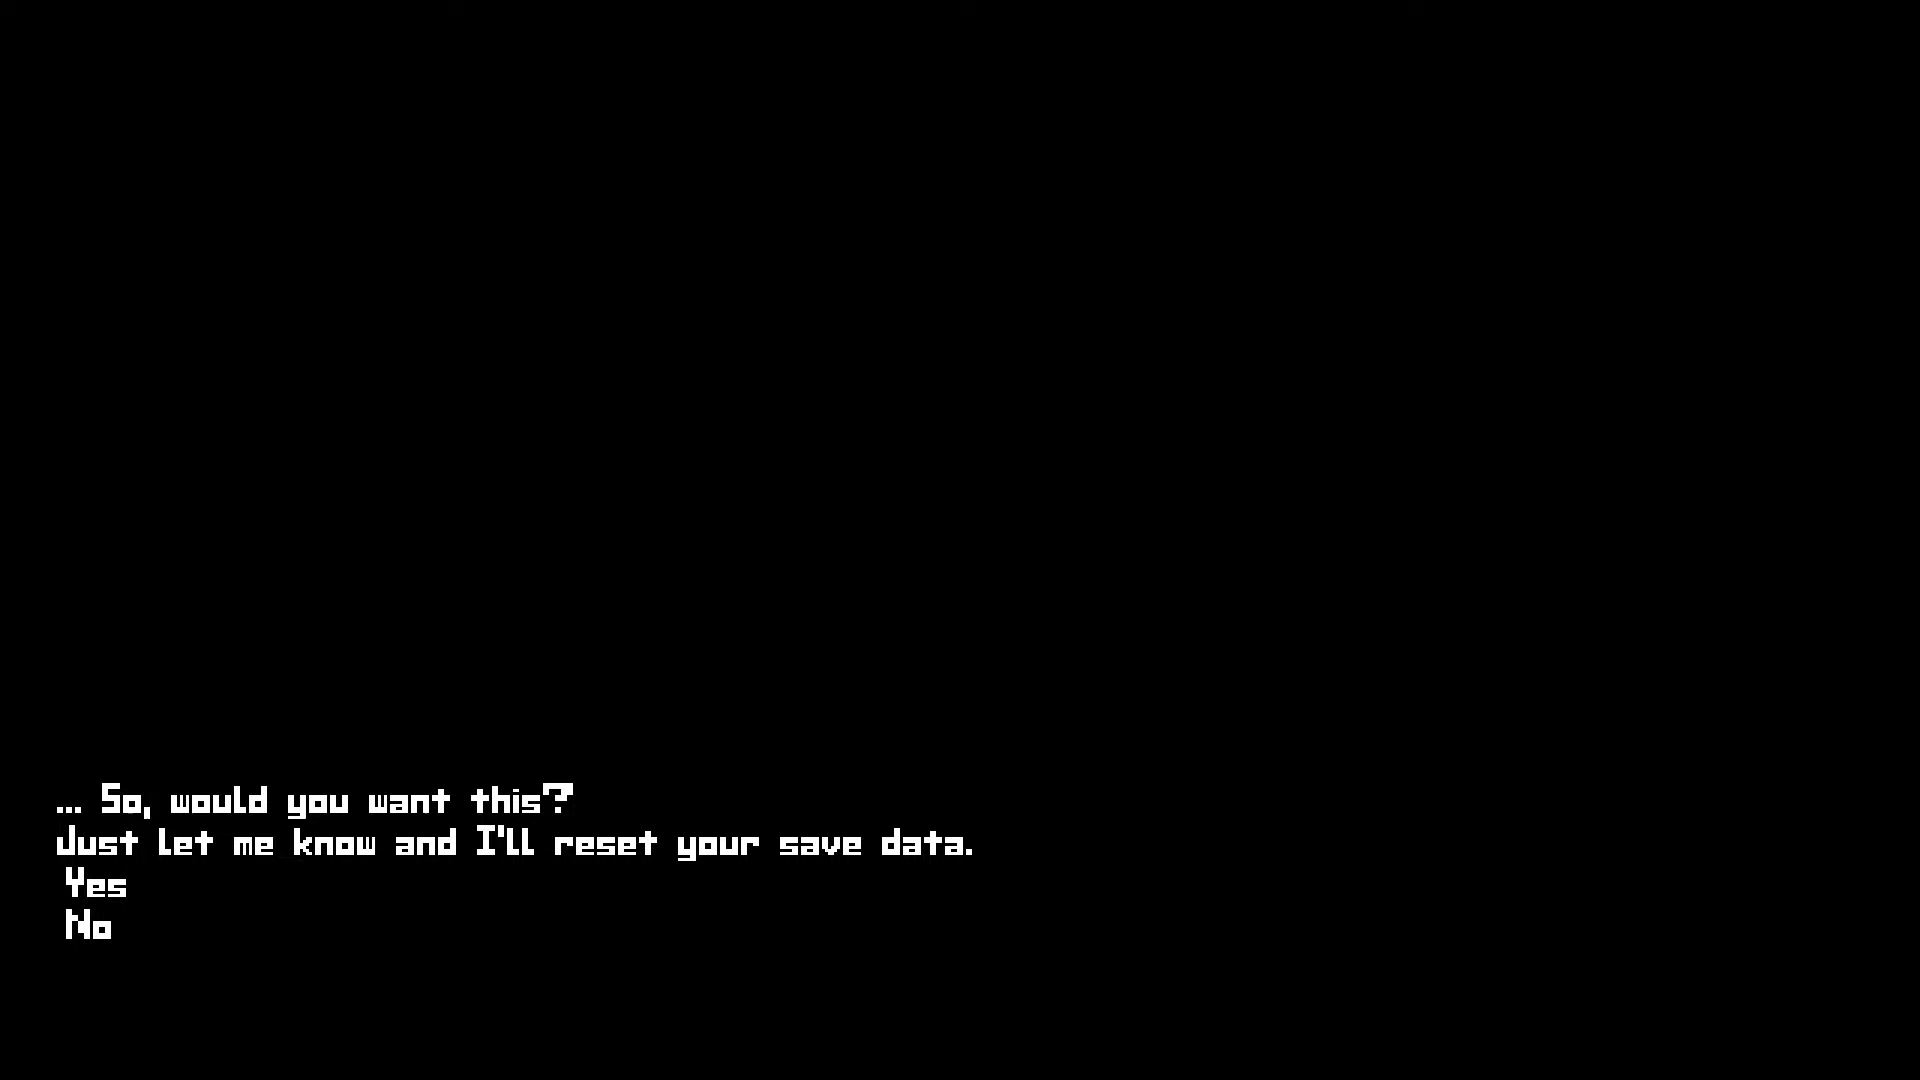 ... So, would you want this?
Just let me know and I'll reset your save data.
Yes
No